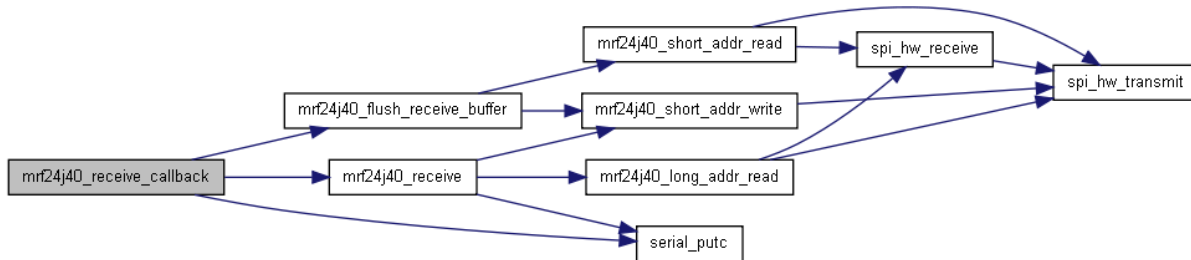 mrf24j40_short_addr_read
spi_hw_receive
spi_hw_transmit
mrf24j40_flush_receive_buffer
mrf24j40_short_addr_write
mrf24j40_receive_callback
mrf24j40_receive
mrf24j40_long_addr_read
serial_putc